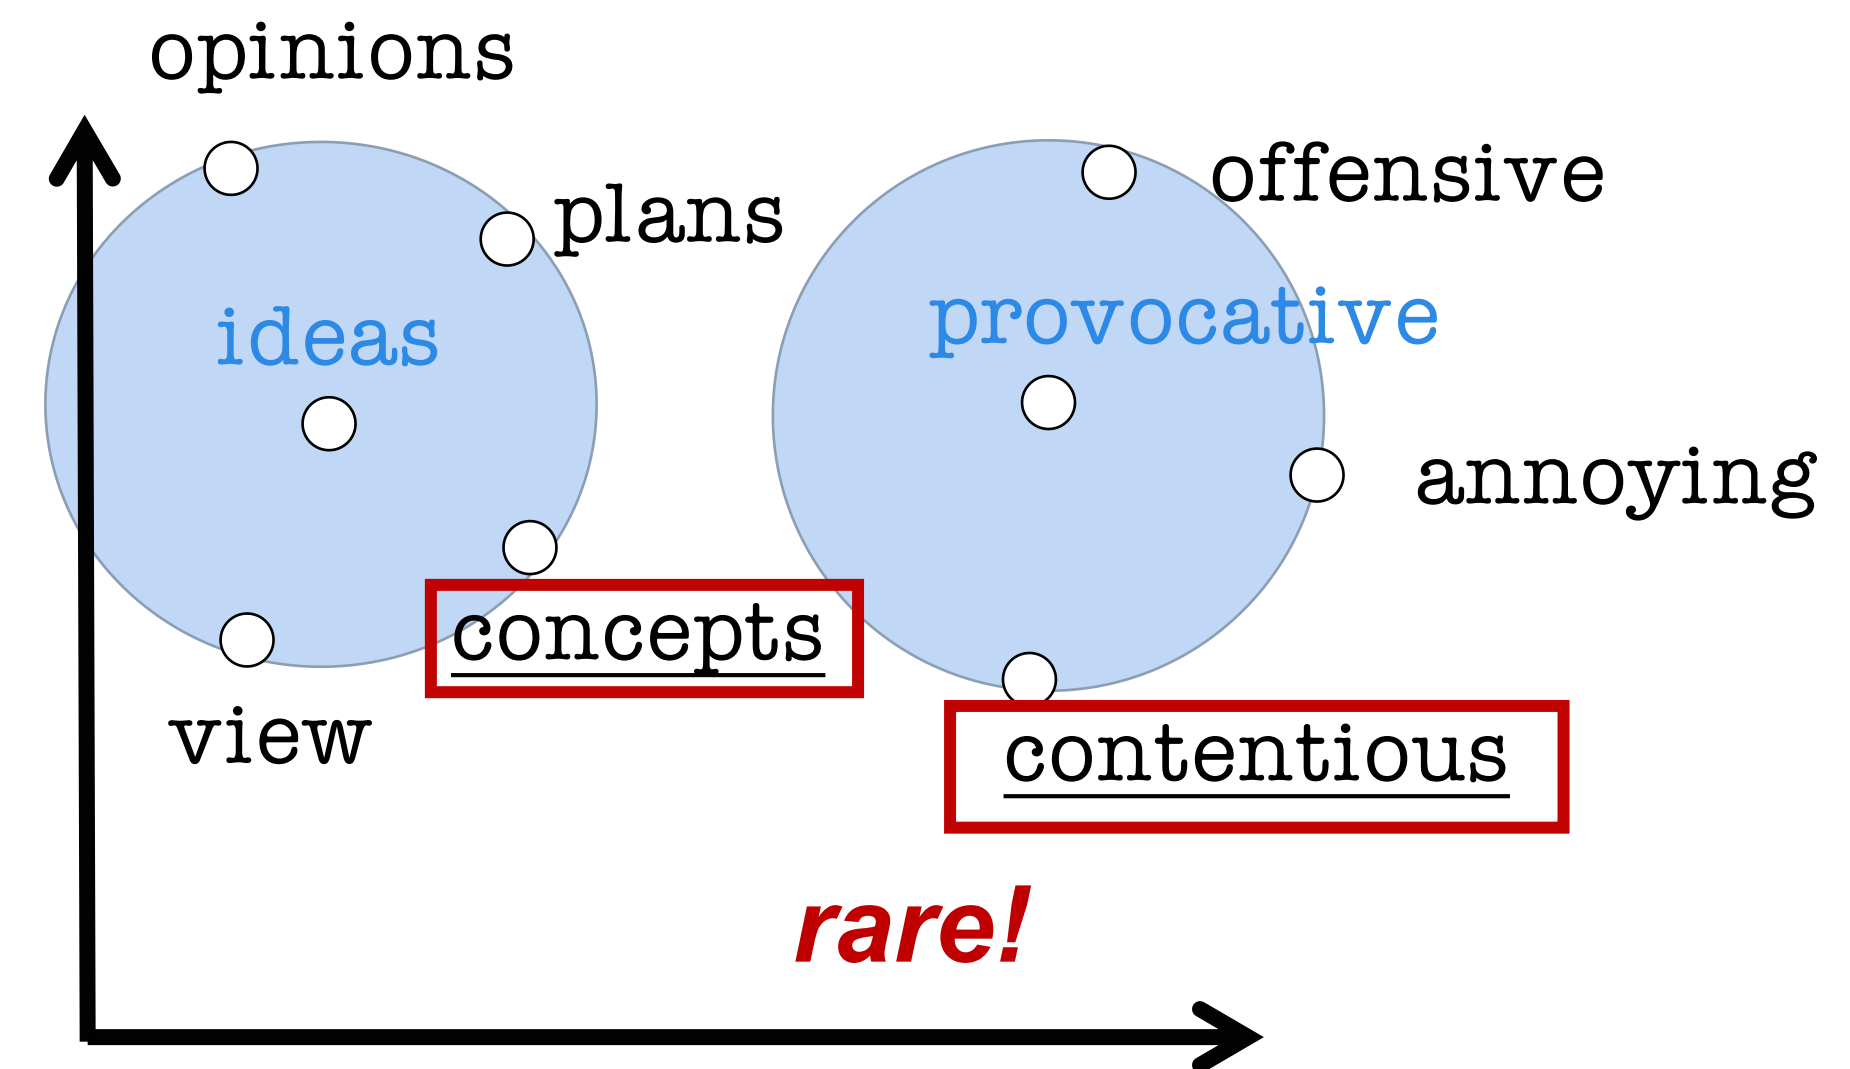 opinions
offensive
plans
ideas
provocative
annoying
concepts
view
contentious
rare!